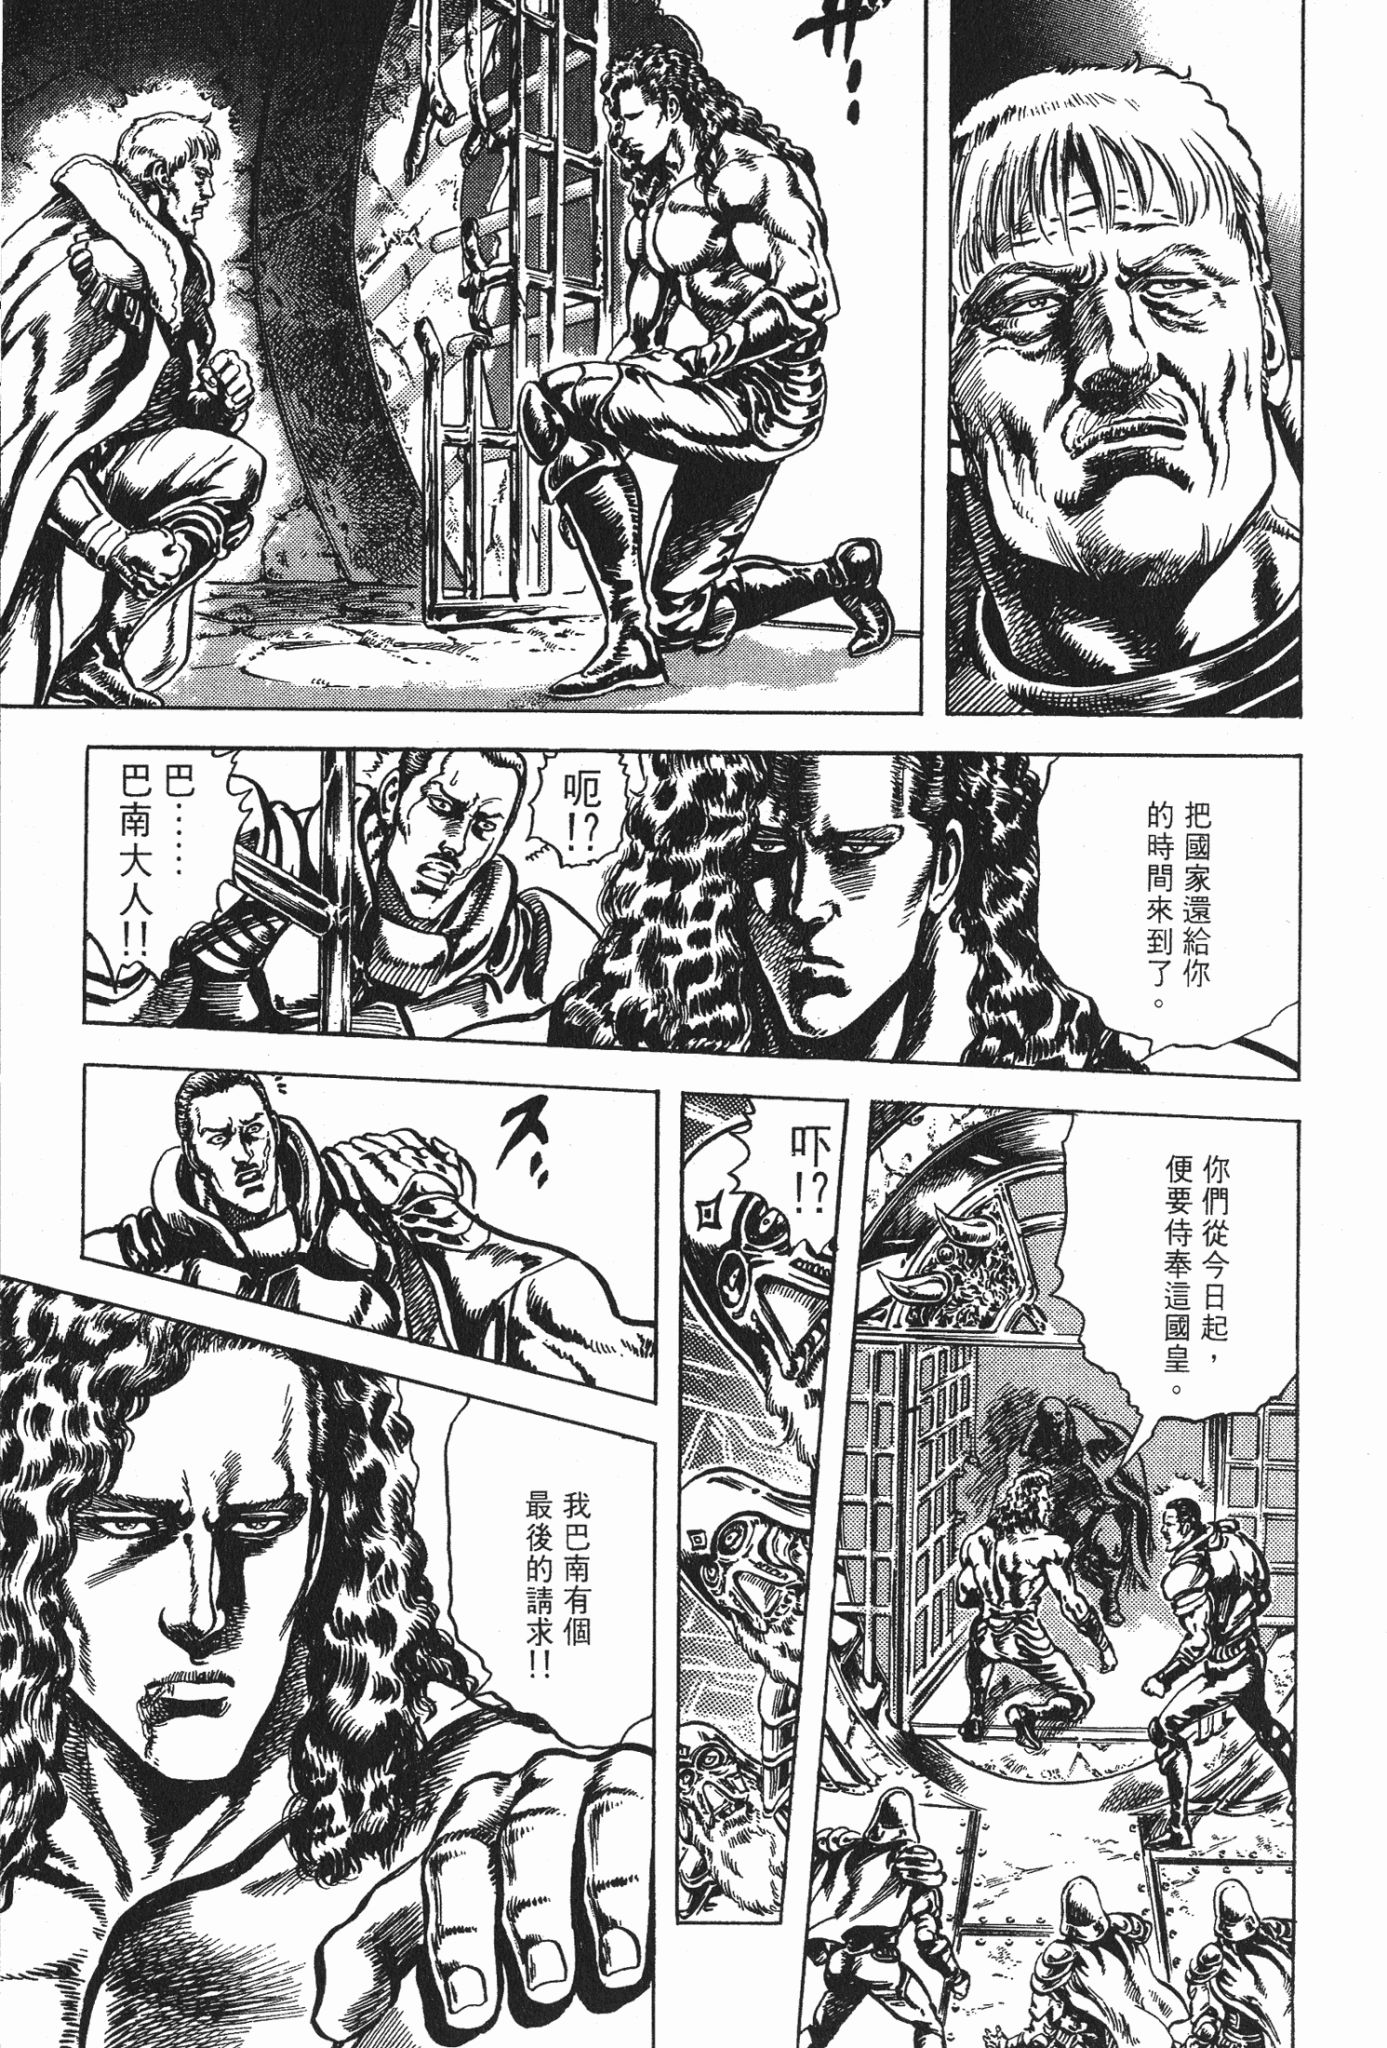 ザ…
把國家還給你
的時間來到了。
呃!?
巴……
巴南大人!!
你們從今日起，
便要侍奉這國皇。
吓!?
ズ…
我巴南有個
最後的請求!!